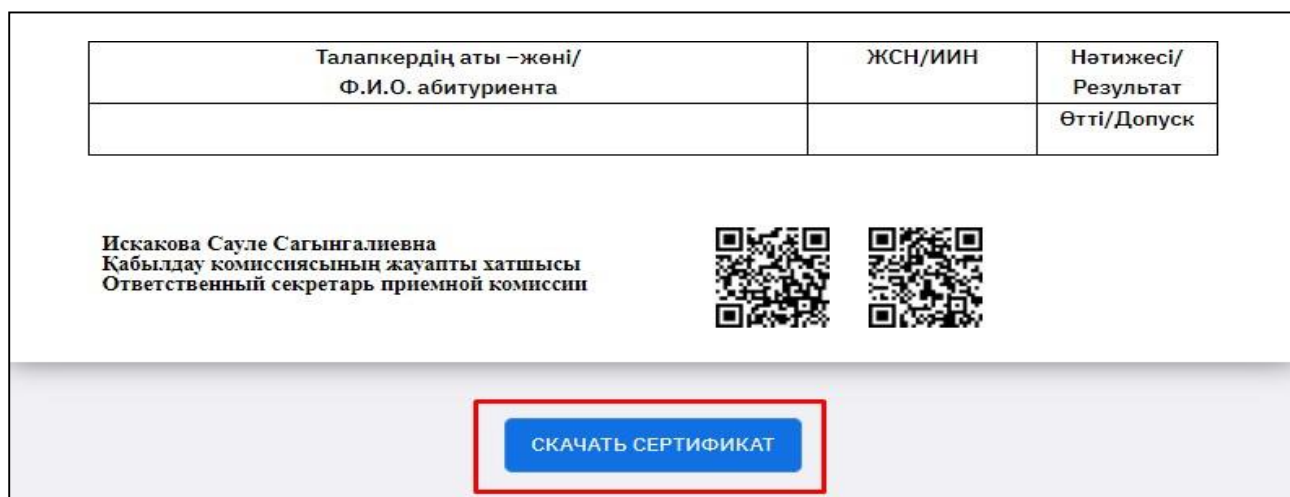 Талапкердің аты –жөні/
Ф.И.О. абитуриента
ЖСН/ИИН
Нәтижесі/
Результат
Өтті/Допуск
Искакова Сауле Сагынгалиевна
Қабылдау комиссиясының жауапты хатшысы
Ответственный секретарь приемной комиссии
СКАЧАТЬ СЕРТИФИКАТ